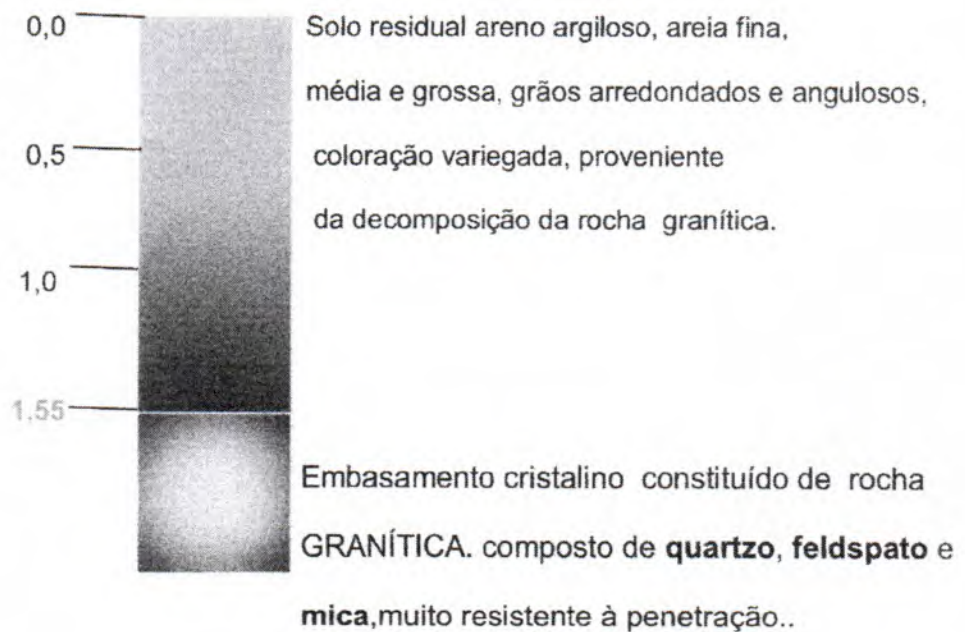 0,0
Solo residual areno argiloso, areia fina,
média e grossa, grãos arredondados e angulosos,
0,5
coloração variegada, proveniente
da decomposição da rocha granítica.
1,0
1.55
Embasamento cristalino constituído de rocha
GRANÍTICA. composto de quartzo, feldspato e
mica,muito resistente à penetração..